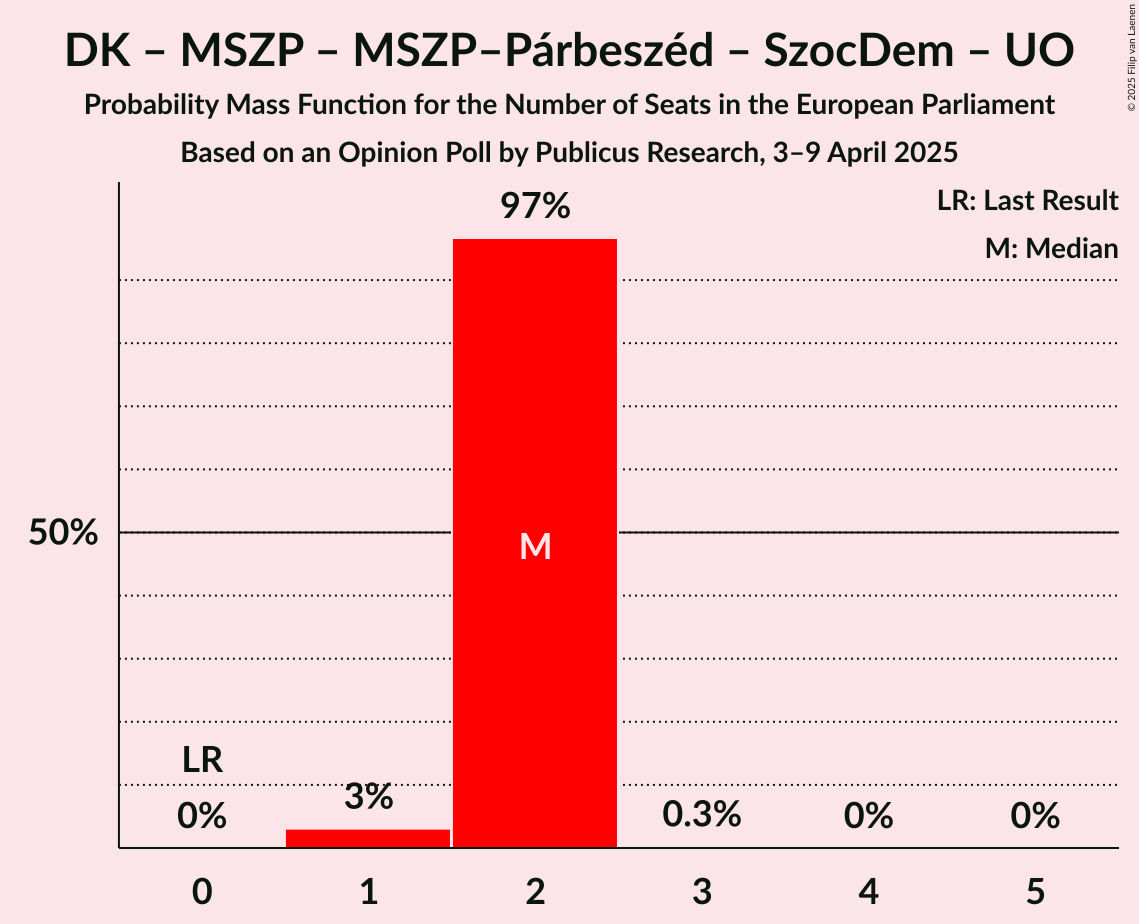 DK – MSZP – MSZP–Párbeszéd – SzocDem – UO
Probability Mass Function for the Number of Seats in the European Parliament
Based on an Opinion Poll by Publicus Research, 3–9 April 2025
© 2025 Filip van Laenen
LR: Last Result
M: Median
97%
50%
M
LR
0%
3%
0.3%
0%
0%
0 1 2 3 4 5